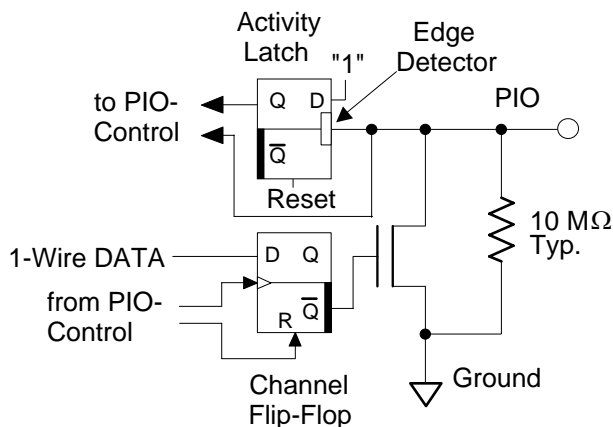 Activity
Latch
Edge
Detector
"1"
to PIO-
Control
Q
D
Q̅
Reset
PIO
10 MΩ
Typ.
1-Wire DATA
from PIO-
Control
D
Q
Q̅
R
Channel
Flip-Flop
Ground